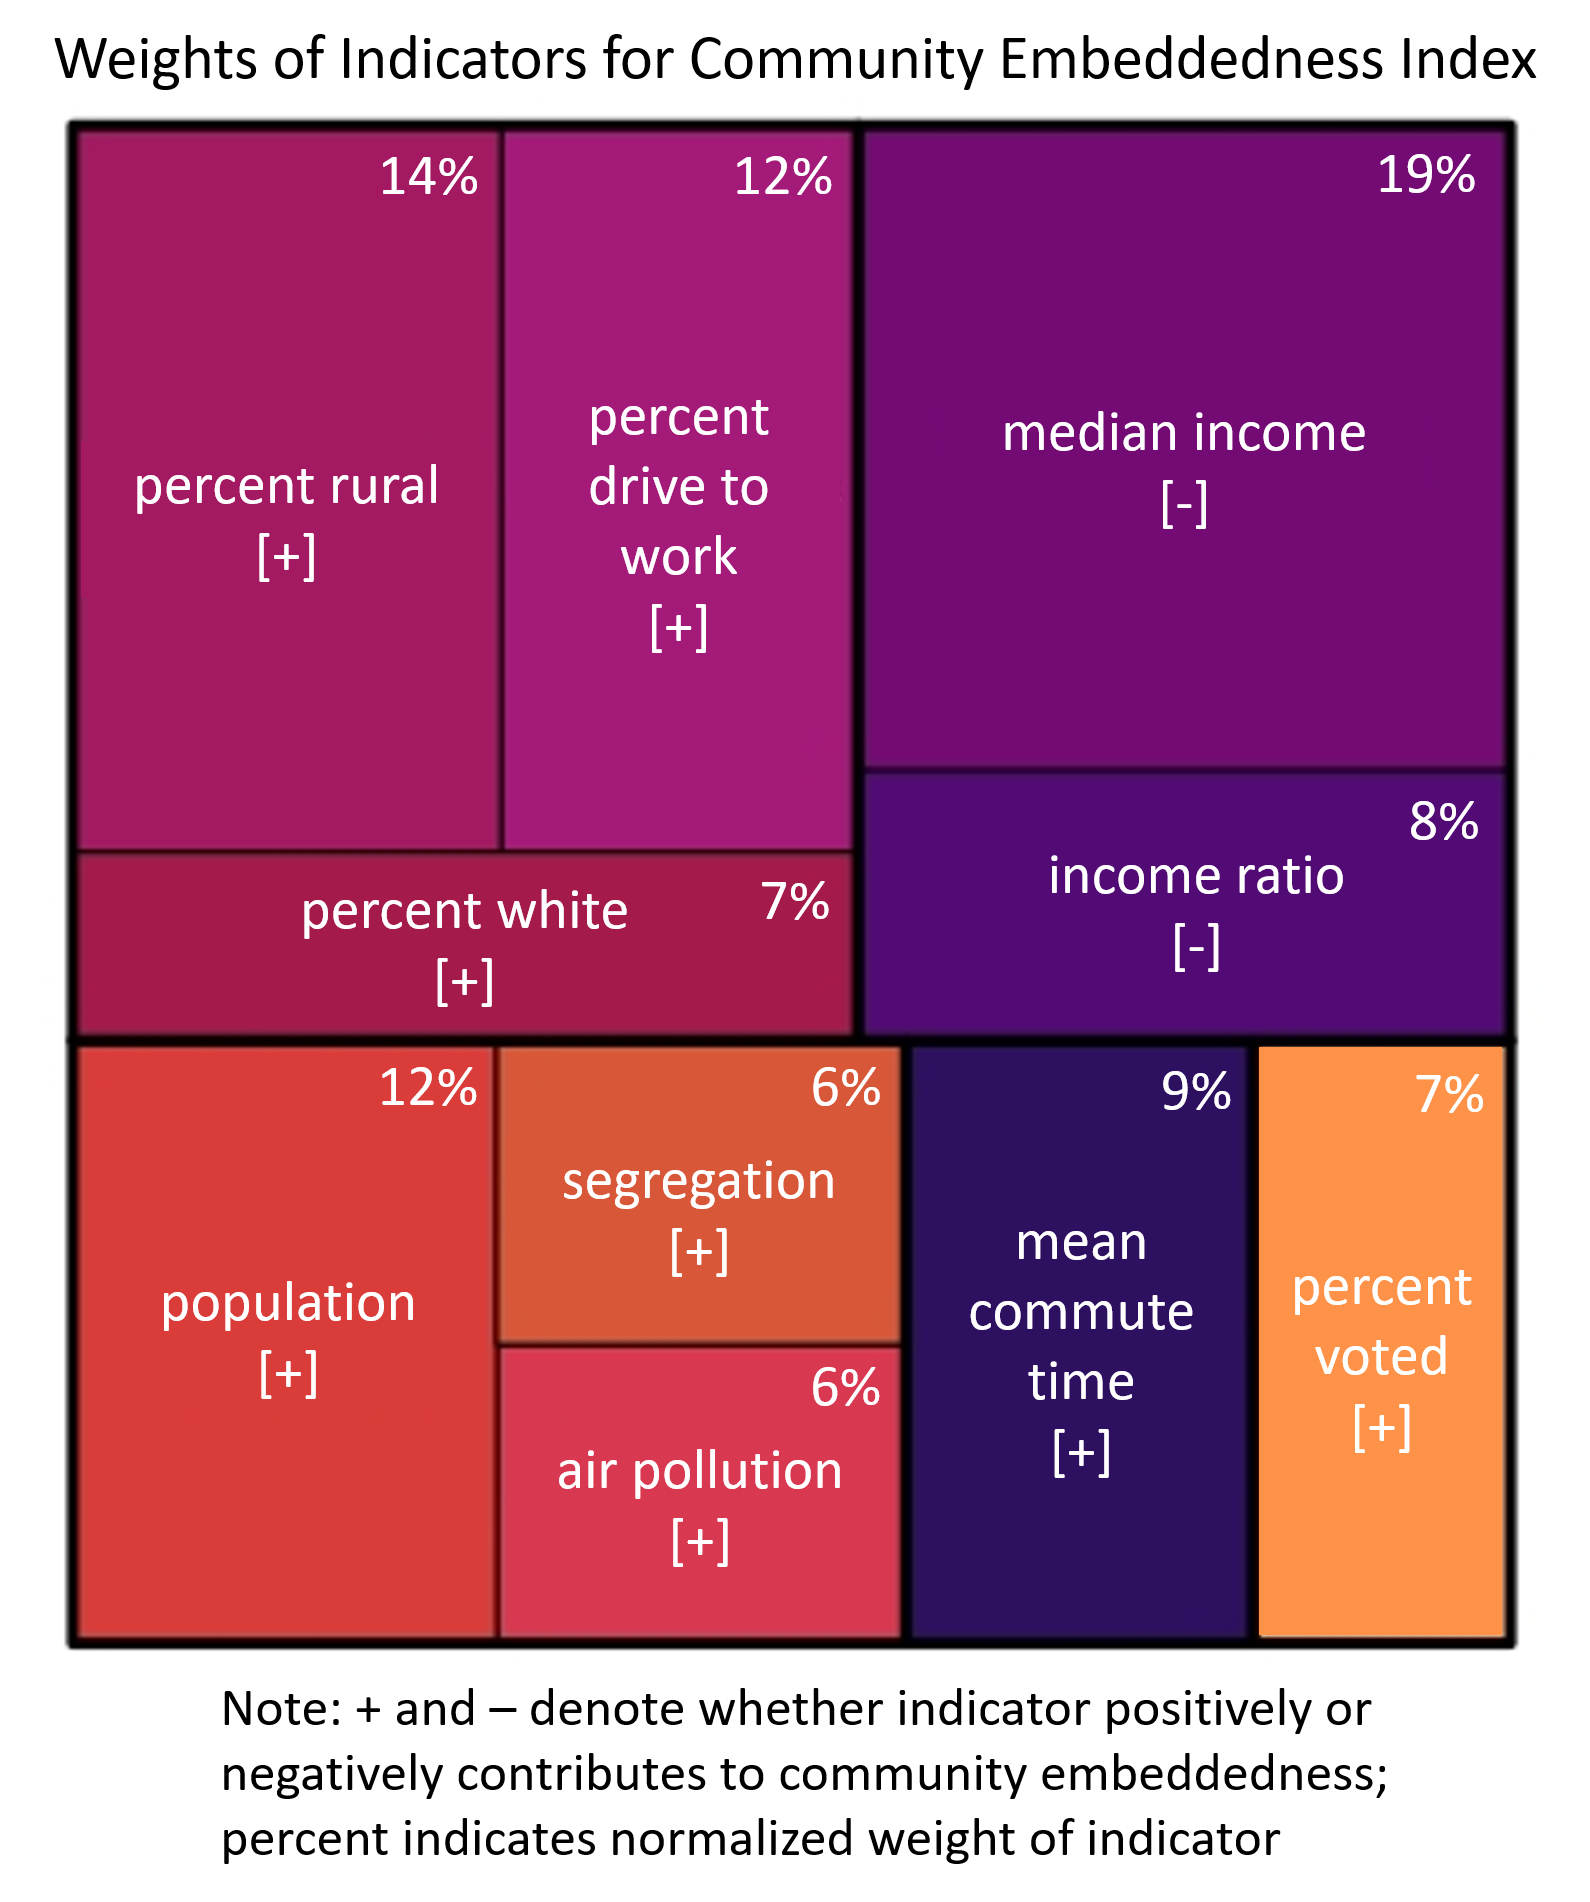 Weights of Indicators for Community Embeddedness Index
14%
percent rural
[+]
12%
percent
drive to
work
[+]
19%
median income
[-]
7%
percent white
[+]
8%
income ratio
[-]
12%
population
[+]
6%
segregation
[+]
6%
air pollution
[+]
9%
mean
commute
time
[+]
7%
percent
voted
[+]
Note: + and – denote whether indicator positively or
negatively contributes to community embeddedness;
percent indicates normalized weight of indicator